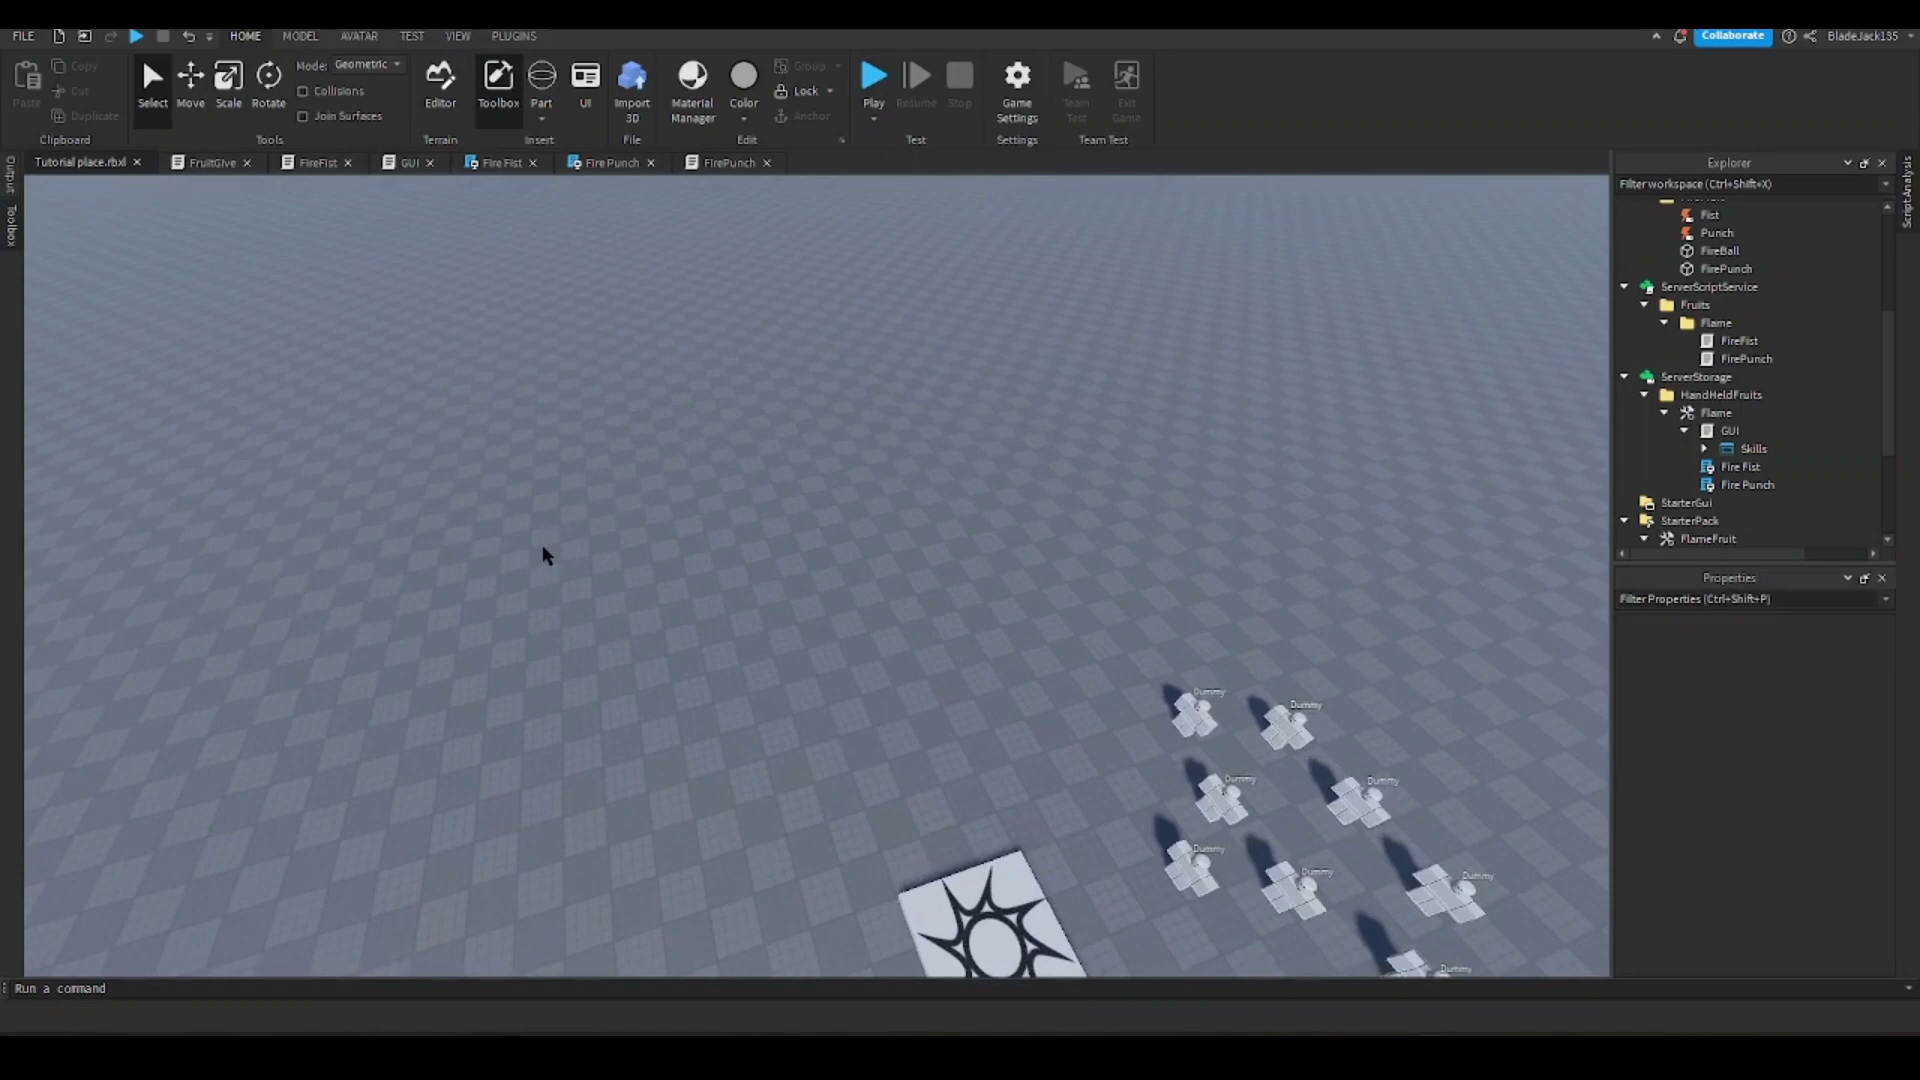 FILE HOME MODEL AVATAR TEST VIEW PLUGINS Collaborate BladeJack135
Paste Copy Cut Duplicate Clipboard
Select Move Scale Rotate Mode: Geometric Collisions Join Surfaces Tools
Editor Terrain
Toolbox Part UI Insert
Import 3D File
Material Manager Color Group Lock Anchor Edit
Play Resume Stop Test
Game Settings Settings
Team Test Exit Game Team Test
Tutorial place.rbxl FruitGive FireFist GUI Fire Fist Fire Punch FirePunch
Output
Toolbox
Dummy
Dummy
Dummy
Dummy
Dummy
Dummy
Dummy
Dummy
Explorer
Filter workspace (Ctrl+Shift+X)
Fist
Punch
FireBall
FirePunch
ServerScriptService
Fruits
Flame
FireFist
FirePunch
ServerStorage
HandHeldFruits
Flame
GUI
Skills
Fire Fist
Fire Punch
StarterGui
StarterPack
FlameFruit
Properties
Filter Properties (Ctrl+Shift+P)
Script Analysis
Run a command